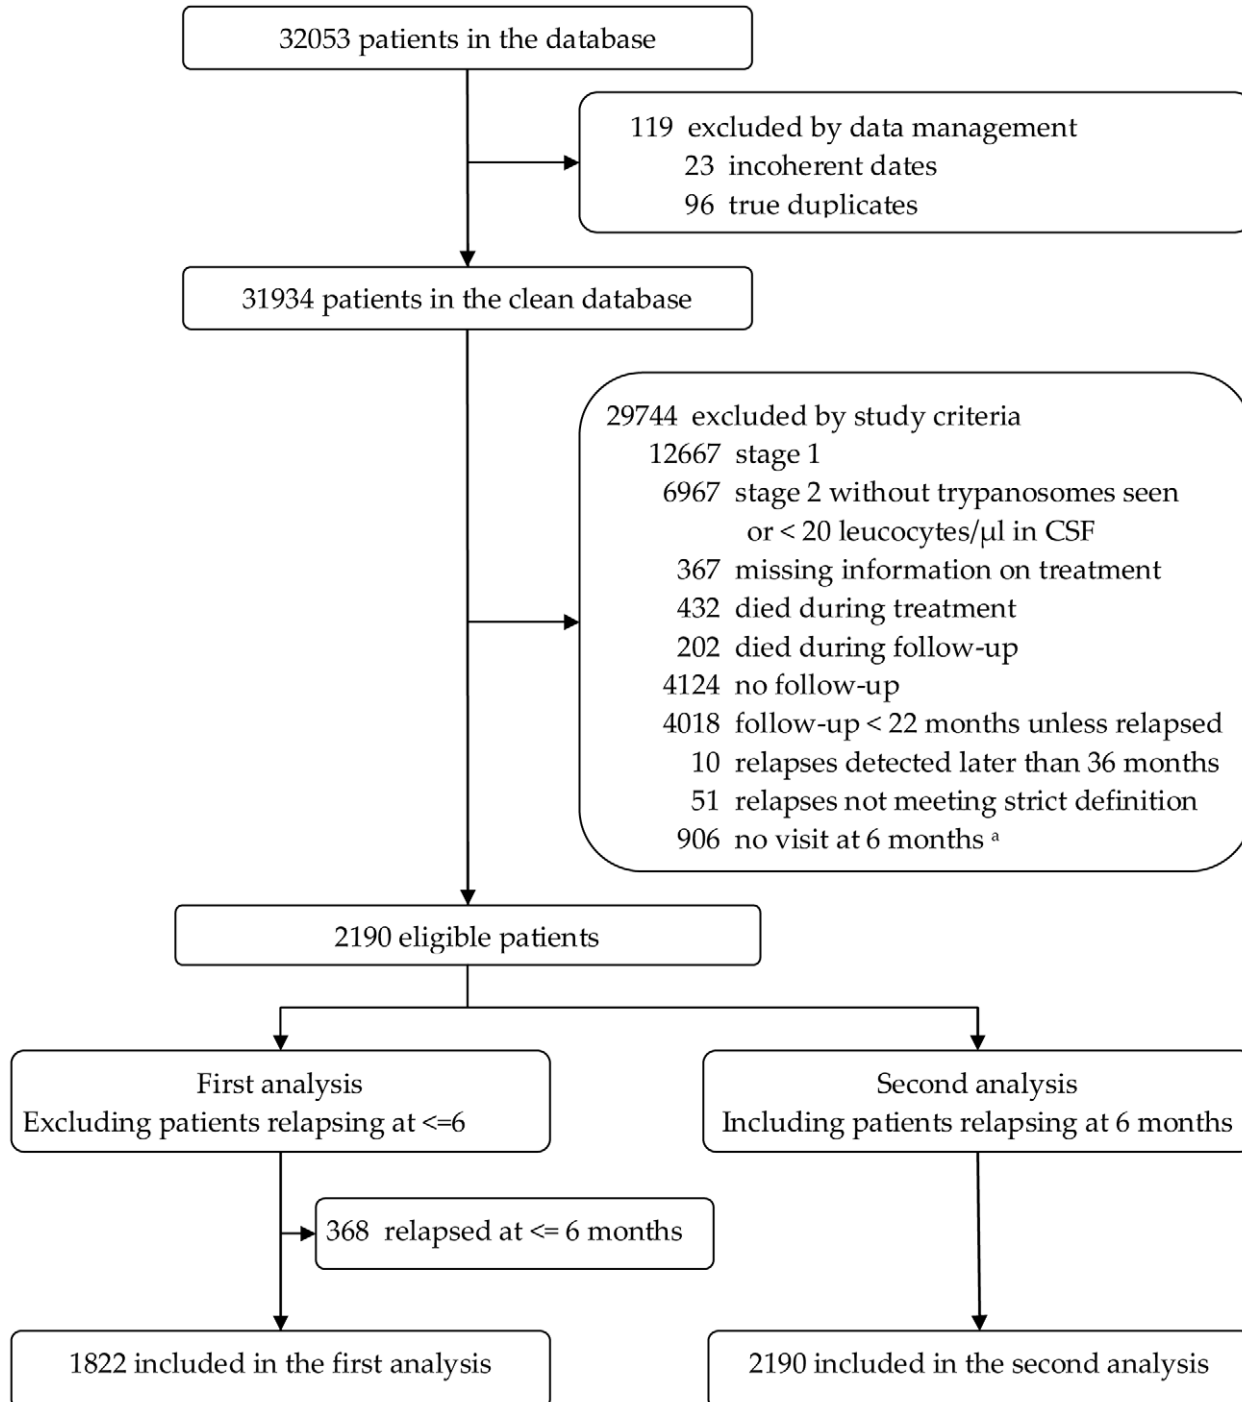 32053 patients in the database
119 excluded by data management
23 incoherent dates
96 true duplicates
31934 patients in the clean database
29744 excluded by study criteria
12667 stage 1
6967 stage 2 without trypanosomes seen
or < 20 leucocytes/µl in CSF
367 missing information on treatment
432 died during treatment
202 died during follow-up
4124 no follow-up
4018 follow-up < 22 months unless relapsed
10 relapses detected later than 36 months
51 relapses not meeting strict definition
906 no visit at 6 months ᵃ
2190 eligible patients
First analysis
Excluding patients relapsing at <=6
Second analysis
Including patients relapsing at 6 months
368 relapsed at <= 6 months
1822 included in the first analysis
2190 included in the second analysis